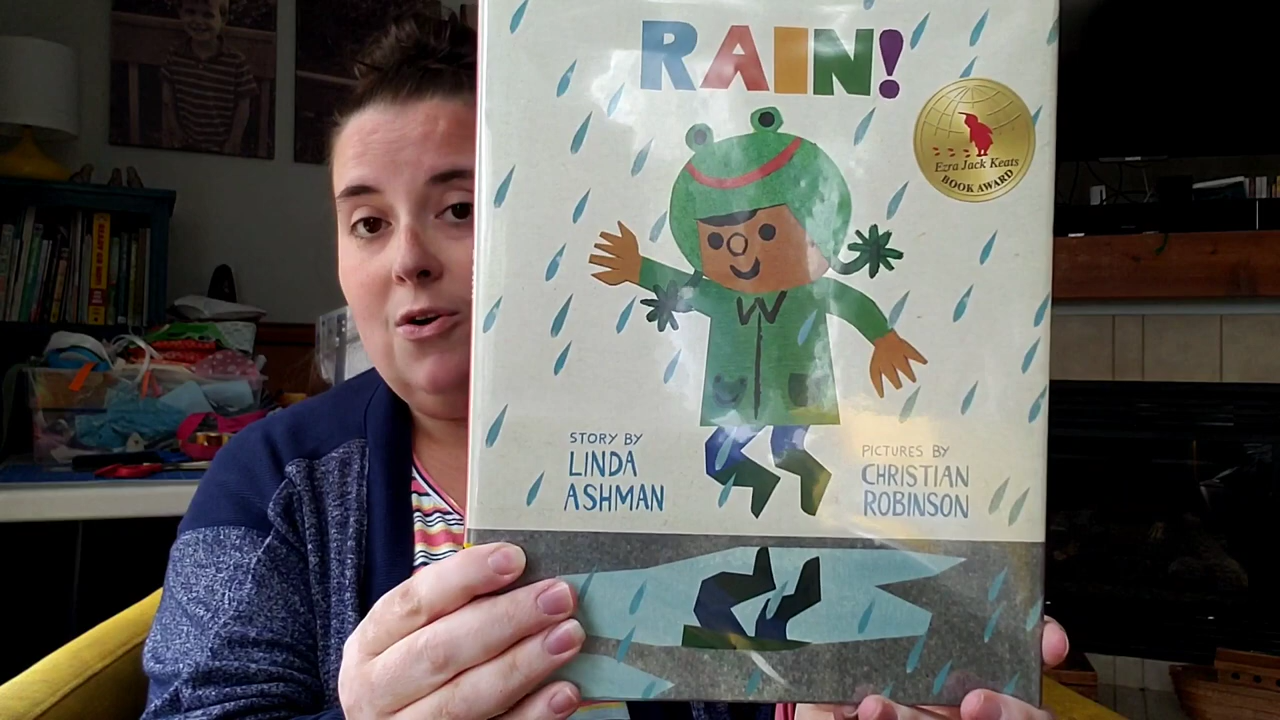 RAIN!
Ezra Jack Keats
BOOK AWARD
STORY BY
LINDA
ASHMAN
PICTURES BY
CHRISTIAN
ROBINSON